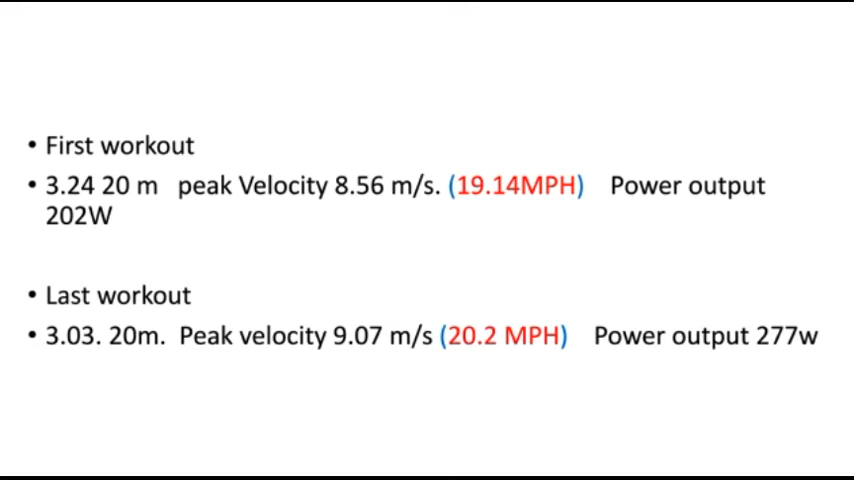 • First workout
• 3.24 20 m peak Velocity 8.56 m/s. (19.14MPH) Power output
202W
• Last workout
• 3.03. 20m. Peak velocity 9.07 m/s (20.2 MPH) Power output 277w